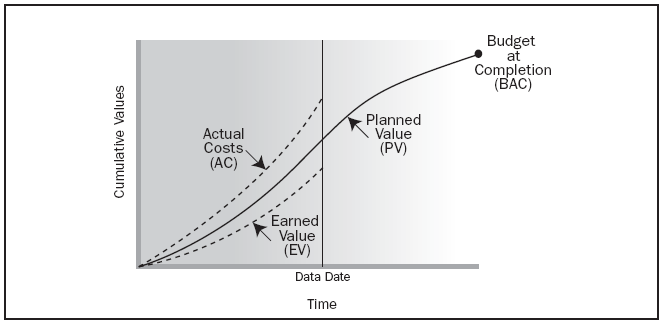 Budget
at
Completion
(BAC)
Planned
Value
(PV)
Actual
Costs
(AC)
Earned
Value
(EV)
Cumulative Values
Data Date
Time